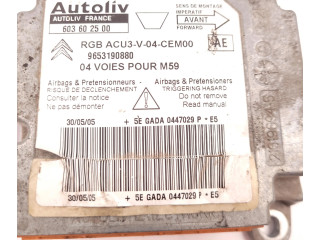 Autoliv
AUTOLIV FRANCE
603 60 25 00
SENS DE MONTAGE
AVANT
FORWARD
AE
RGB ACU3-V-04-CEM00
9653190880
04 VOIES POUR M59
Airbags & Pretensionneurs
RISQUE DE DECLENCHEMENT
Consulter la notice
Ne pas démonter
Airbags & Pretensioners
TRIGGERING HAZARD
Do not remove
Read manual
30/05/05 + 5E GADA 0447029 P * E5
30/05/05 + 5E GADA 0447029 P * E5